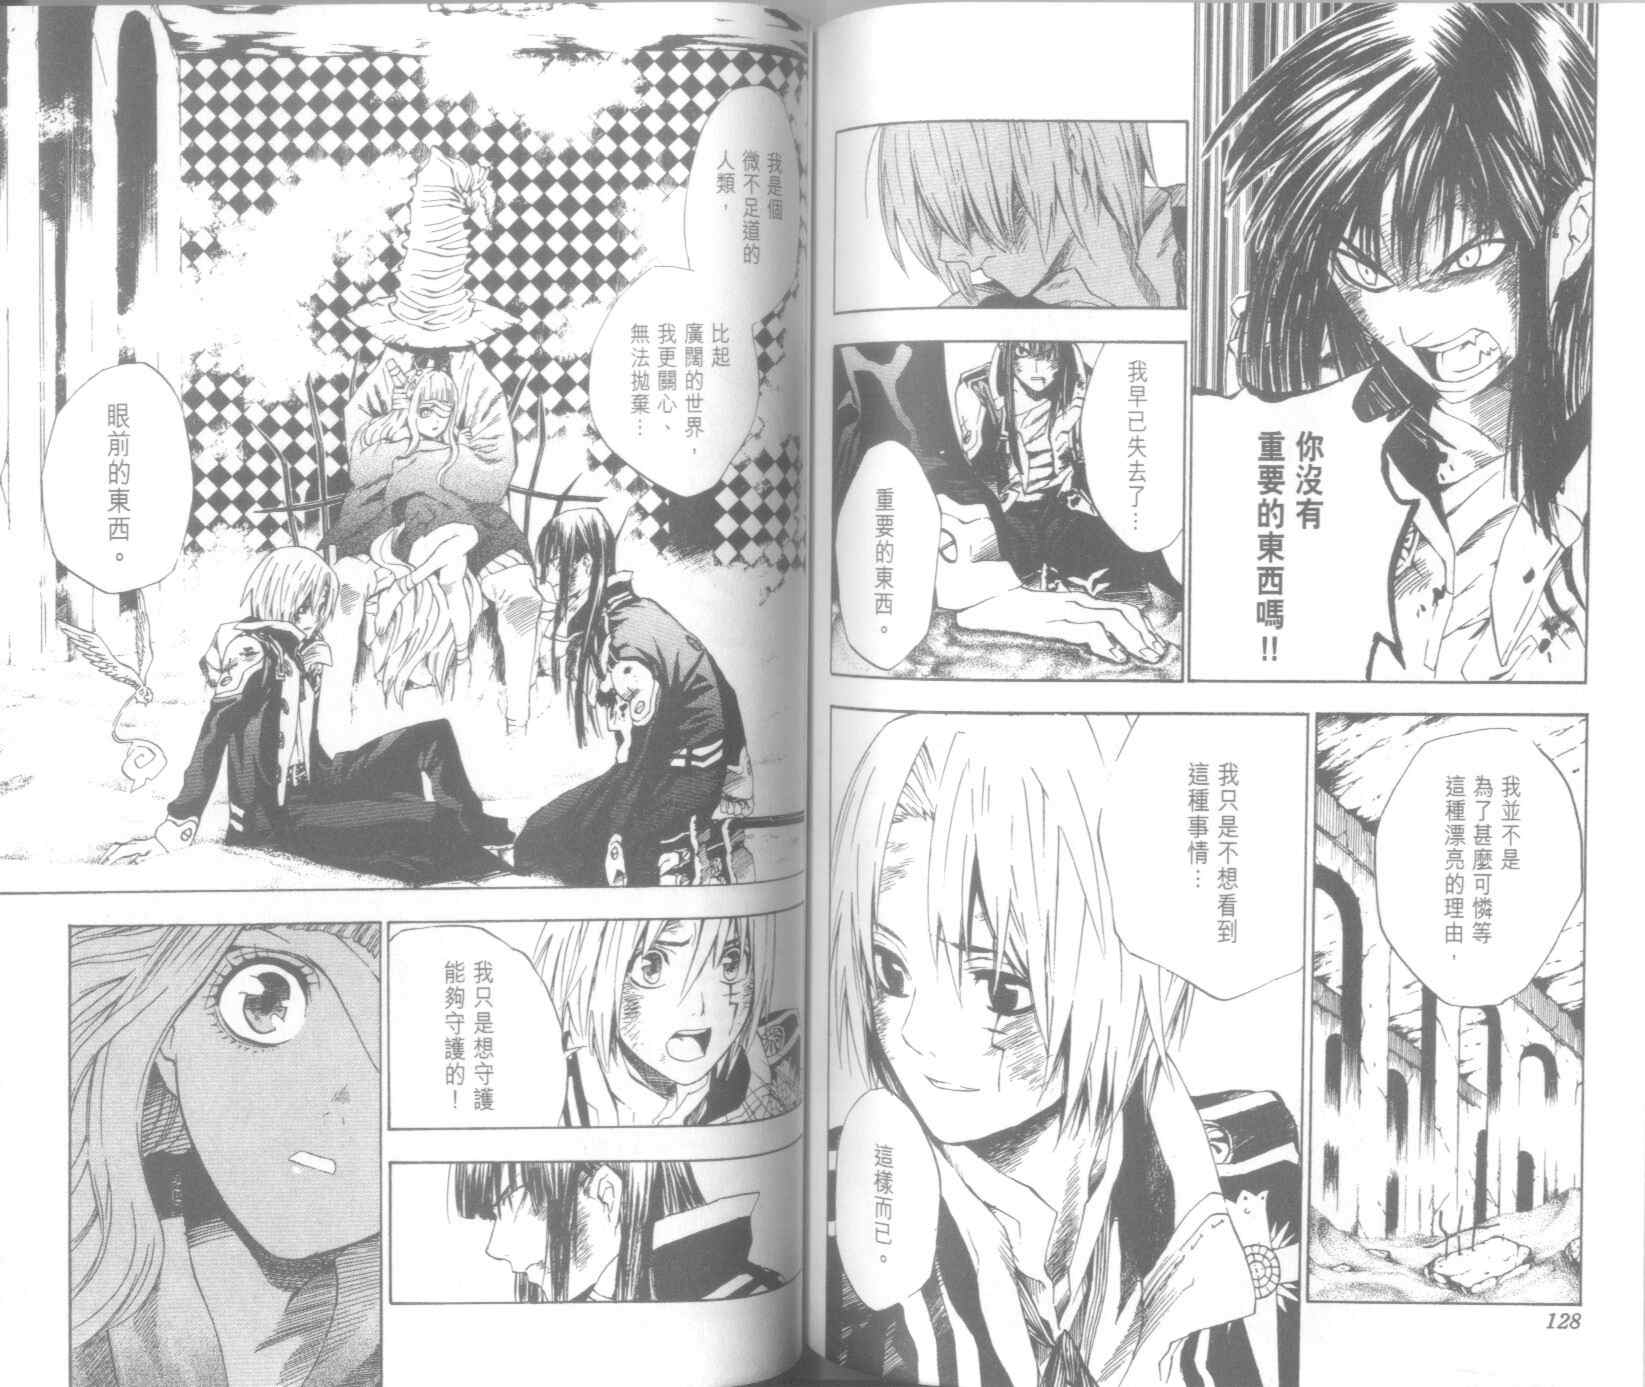 你沒有
重要的東西嗎!!
我早已失去了…
重要的東西。
我並不是
為了甚麼可憐等
這種漂亮的理由，
我只是不想看到
這種事情…
這樣而已。
128
我是個
微不足道的
人類，
比起
廣闊的世界，
我更關心、
無法拋棄…
眼前的東西。
我只是想守護
能夠守護的！